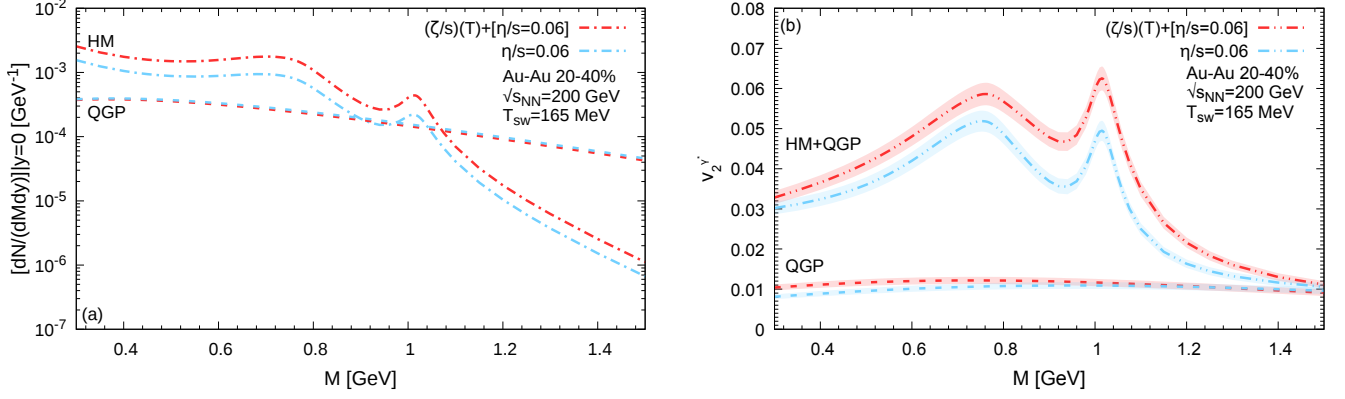 10⁻²
10⁻³
10⁻⁴
10⁻⁵
10⁻⁶
10⁻⁷
[dN/(dMdy)]|y=0 [GeV⁻¹]
HM
QGP
(ζ/s)(T)+[η/s=0.06]
η/s=0.06
Au-Au 20-40%
√sNN=200 GeV
Tsw=165 MeV
(a)
0.4 0.6 0.8 1 1.2 1.4
M [GeV]
0.08
0.07
0.06
0.05
0.04
0.03
0.02
0.01
0
v₂^γ*
(b)
(ζ/s)(T)+[η/s=0.06]
η/s=0.06
Au-Au 20-40%
√sNN=200 GeV
Tsw=165 MeV
HM+QGP
QGP
0.4 0.6 0.8 1 1.2 1.4
M [GeV]